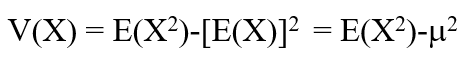 V(X) = E(X²)-[E(X)]² = E(X²)-μ²